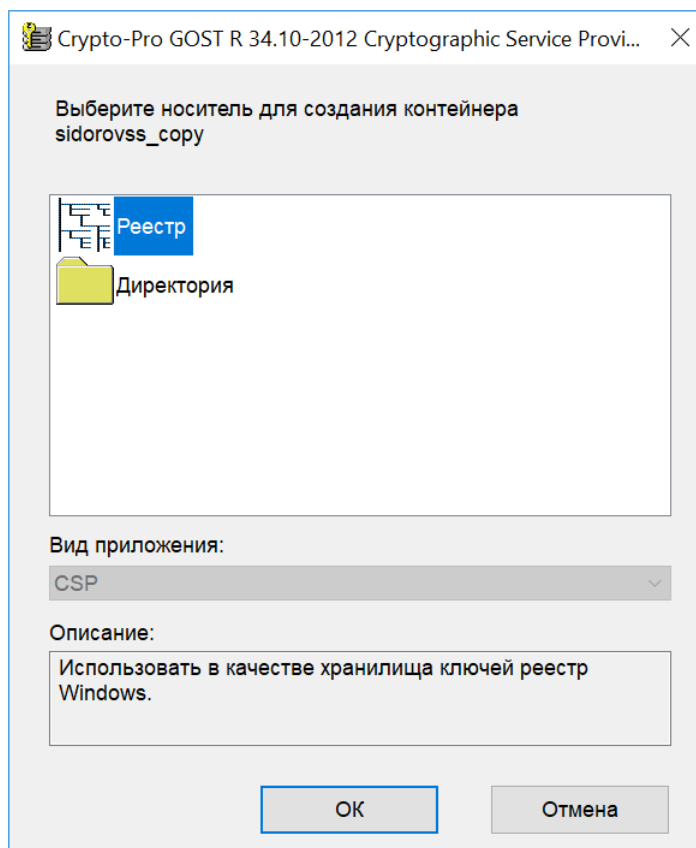 Crypto-Pro GOST R 34.10-2012 Cryptographic Service Provi...
Выберите носитель для создания контейнера
sidorovss_copy
Реестр
Директория
Вид приложения:
CSP
Описание:
Использовать в качестве хранилища ключей реестр
Windows.
ОК
Отмена